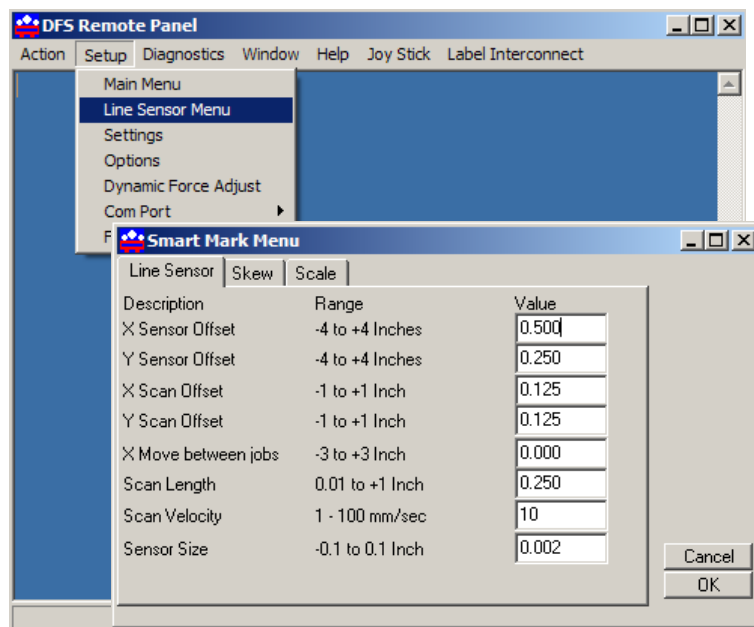 DFS Remote Panel
Action Setup Diagnostics Window Help Joy Stick Label Interconnect
Main Menu
Line Sensor Menu
Settings
Options
Dynamic Force Adjust
Com Port
F
Smart Mark Menu
Line Sensor Skew Scale
Description Range Value
X Sensor Offset -4 to +4 Inches 0.500
Y Sensor Offset -4 to +4 Inches 0.250
X Scan Offset -1 to +1 Inch 0.125
Y Scan Offset -1 to +1 Inch 0.125
X Move between jobs -3 to +3 Inch 0.000
Scan Length 0.01 to +1 Inch 0.250
Scan Velocity 1 - 100 mm/sec 10
Sensor Size -0.1 to 0.1 Inch 0.002
Cancel
OK